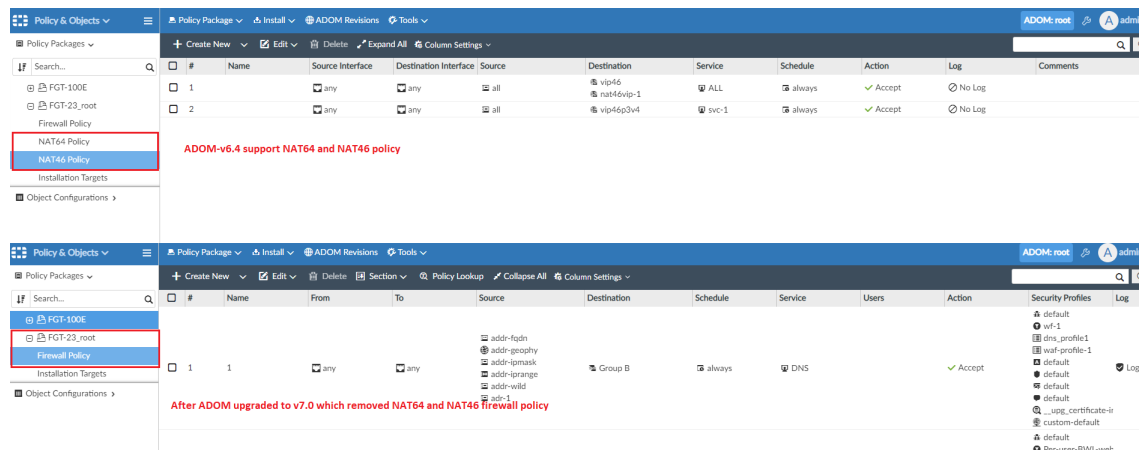 Policy & Objects
Policy Package Install ADOM Revisions Tools
ADOM: root
A admi
Policy Packages
Create New Edit Delete Expand All Column Settings
Search...
# Name Source Interface Destination Interface Source Destination Service Schedule Action Log Comments
FGT-100E
1 any any all vip46 ALL always Accept No Log
nat46vip-1
FGT-23_root
2 any any all vip46p3v4 svc-1 always Accept No Log
Firewall Policy
NAT64 Policy
NAT46 Policy
ADOM-v6.4 support NAT64 and NAT46 policy
Installation Targets
Object Configurations
Policy & Objects
Policy Package Install ADOM Revisions Tools
ADOM: root
A admi
Policy Packages
Create New Edit Delete Section Policy Lookup Collapse All Column Settings
Search...
# Name From To Source Destination Schedule Service Users Action Security Profiles Log
FGT-100E
FGT-23_root
Firewall Policy
Installation Targets
Object Configurations
1 1 any any
addr-fqdn
addr-geophy
addr-ipmask
addr-iprange
addr-wild
adr-1
Group B always DNS Accept
default
wf-1
dns_profile1
waf-profile-1
default
default
default
default
__upg_certificate-in
custom-default
Log
After ADOM upgraded to v7.0 which removed NAT64 and NAT46 firewall policy
default